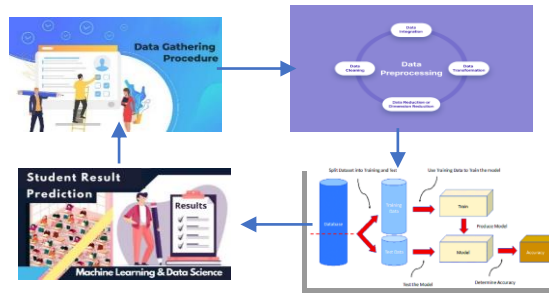 Data Gathering
Procedure
Data
Integration
Data
Cleaning
Data
Preprocessing
Data
Transformation
Data Reduction or
Dimension Reduction
Student Result
Prediction
Results
Machine Learning & Data Science
Split Dataset into Training and Test
Use Training Data to Train the model
Database
Training
Data
Train
Produce Model
Test Data
Model
Accuracy
Test the Model
Determine Accuracy